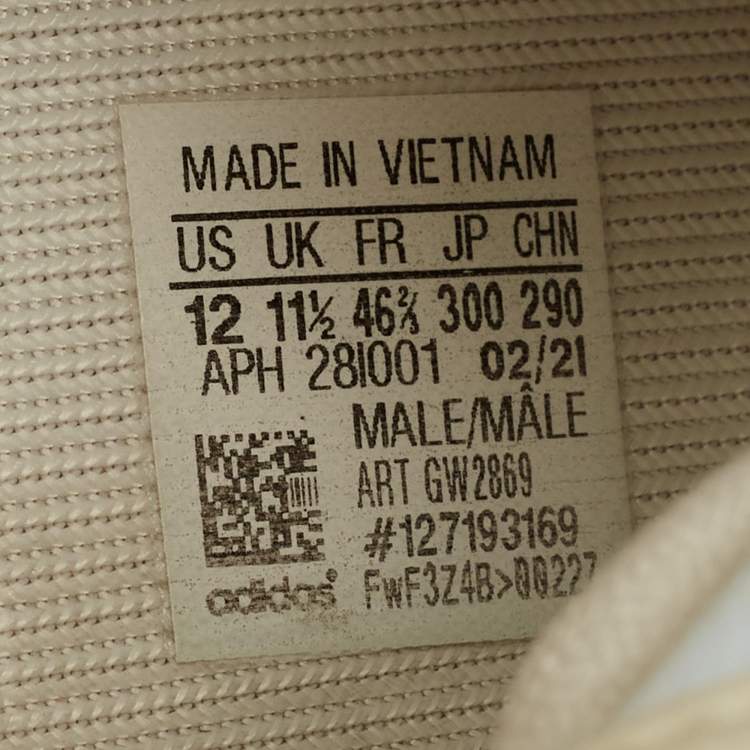 MADE IN VIETNAM
US UK FR JP CHN
12 11½ 46⅔ 300 290
APH 281001 02/21
MALE/MÂLE
ART GW2869
#127193169
adidas FwF3Z4B>00227